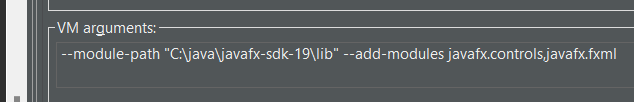 VM arguments:
--module-path "C:\java\javafx-sdk-19\lib" --add-modules javafx.controls,javafx.fxml